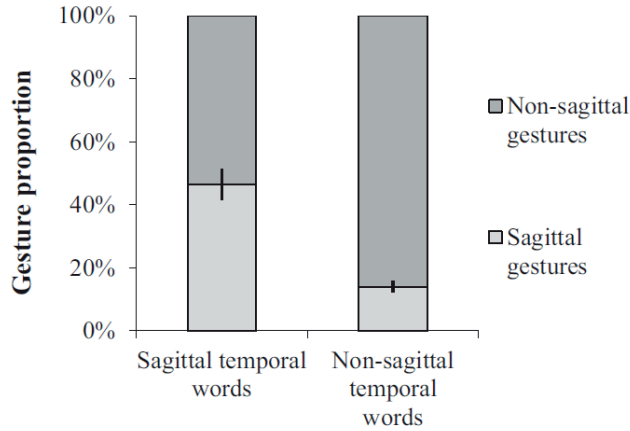 Gesture proportion
100%
80%
60%
40%
20%
0%
Sagittal temporal
words
Non-sagittal
temporal
words
Non-sagittal
gestures
Sagittal
gestures